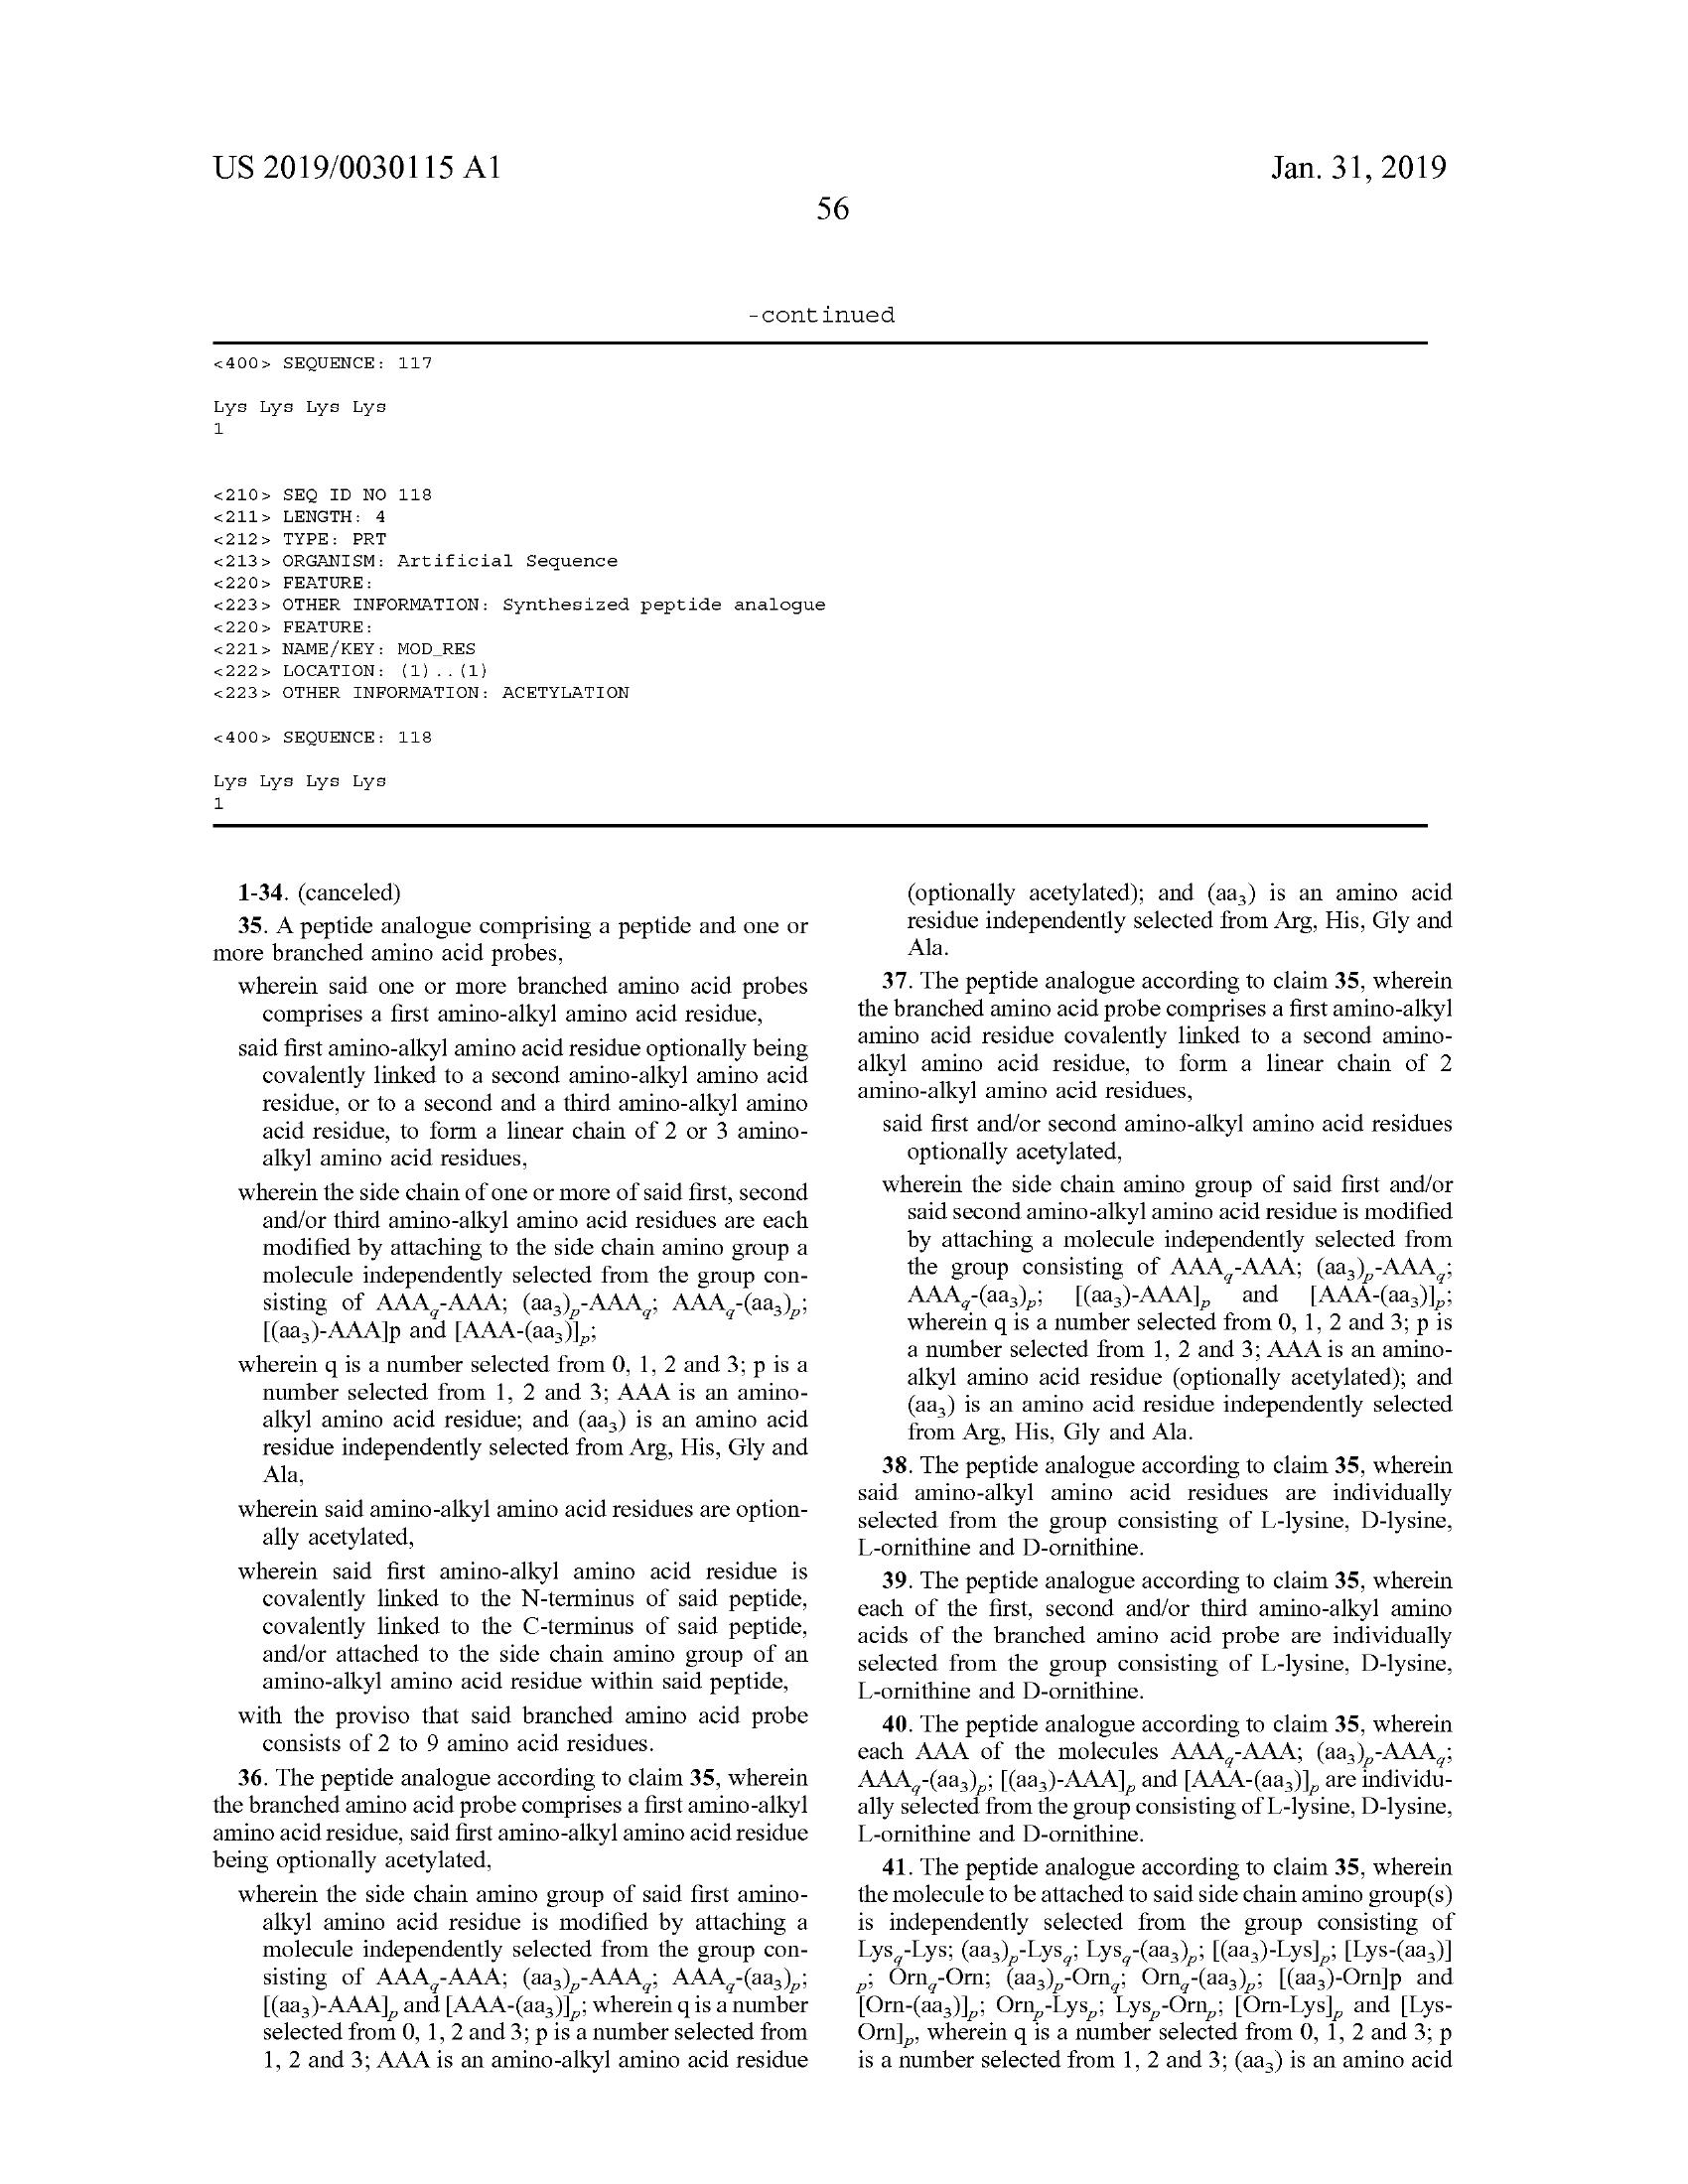 US 2019/0030115 A1
Jan. 31, 2019
56
-continued
<400> SEQUENCE: 117
Lys Lys Lys Lys
1
<210> SEQ ID NO 118
<211> LENGTH: 4
<212> TYPE: PRT
<213> ORGANISM: Artificial Sequence
<220> FEATURE:
<223> OTHER INFORMATION: Synthesized peptide analogue
<220> FEATURE:
<221> NAME/KEY: MOD_RES
<222> LOCATION: (1)..(1)
<223> OTHER INFORMATION: ACETYLATION
<400> SEQUENCE: 118
Lys Lys Lys Lys
1
1-34. (canceled)
35. A peptide analogue comprising a peptide and one or
more branched amino acid probes,
wherein said one or more branched amino acid probes
comprises a first amino-alkyl amino acid residue,
said first amino-alkyl amino acid residue optionally being
covalently linked to a second amino-alkyl amino acid
residue, or to a second and a third amino-alkyl amino
acid residue, to form a linear chain of 2 or 3 amino-
alkyl amino acid residues,
wherein the side chain of one or more of said first, second
and/or third amino-alkyl amino acid residues are each
modified by attaching to the side chain amino group a
molecule independently selected from the group con-
sisting of AAA_q-AAA; (aa_3)_p-AAA_q; AAA_q-(aa_3)_p;
[(aa_3)-AAA]p and [AAA-(aa_3)]_p;
wherein q is a number selected from 0, 1, 2 and 3; p is a
number selected from 1, 2 and 3; AAA is an amino-
alkyl amino acid residue; and (aa_3) is an amino acid
residue independently selected from Arg, His, Gly and
Ala,
wherein said amino-alkyl amino acid residues are option-
ally acetylated,
wherein said first amino-alkyl amino acid residue is
covalently linked to the N-terminus of said peptide,
covalently linked to the C-terminus of said peptide,
and/or attached to the side chain amino group of an
amino-alkyl amino acid residue within said peptide,
with the proviso that said branched amino acid probe
consists of 2 to 9 amino acid residues.
36. The peptide analogue according to claim 35, wherein
the branched amino acid probe comprises a first amino-alkyl
amino acid residue, said first amino-alkyl amino acid residue
being optionally acetylated,
wherein the side chain amino group of said first amino-
alkyl amino acid residue is modified by attaching a
molecule independently selected from the group con-
sisting of AAA_q-AAA; (aa_3)_p-AAA_q; AAA_q-(aa_3)_p;
[(aa_3)-AAA]_p and [AAA-(aa_3)]_p; wherein q is a number
selected from 0, 1, 2 and 3; p is a number selected from
1, 2 and 3; AAA is an amino-alkyl amino acid residue
(optionally acetylated); and (aa_3) is an amino acid
residue independently selected from Arg, His, Gly and
Ala.
37. The peptide analogue according to claim 35, wherein
the branched amino acid probe comprises a first amino-alkyl
amino acid residue covalently linked to a second amino-
alkyl amino acid residue, to form a linear chain of 2
amino-alkyl amino acid residues,
said first and/or second amino-alkyl amino acid residues
optionally acetylated,
wherein the side chain amino group of said first and/or
said second amino-alkyl amino acid residue is modified
by attaching a molecule independently selected from
the group consisting of AAA_q-AAA; (aa_3)_p-AAA_q;
AAA_q-(aa_3)_p; [(aa_3)-AAA]_p and [AAA-(aa_3)]_p;
wherein q is a number selected from 0, 1, 2 and 3; p is
a number selected from 1, 2 and 3; AAA is an amino-
alkyl amino acid residue (optionally acetylated); and
(aa_3) is an amino acid residue independently selected
from Arg, His, Gly and Ala.
38. The peptide analogue according to claim 35, wherein
said amino-alkyl amino acid residues are individually
selected from the group consisting of L-lysine, D-lysine,
L-ornithine and D-ornithine.
39. The peptide analogue according to claim 35, wherein
each of the first, second and/or third amino-alkyl amino
acids of the branched amino acid probe are individually
selected from the group consisting of L-lysine, D-lysine,
L-ornithine and D-ornithine.
40. The peptide analogue according to claim 35, wherein
each AAA of the molecules AAA_q-AAA; (aa_3)_p-AAA_q;
AAA_q-(aa_3)_p; [(aa_3)-AAA]_p and [AAA-(aa_3)]_p are individu-
ally selected from the group consisting of L-lysine, D-lysine,
L-ornithine and D-ornithine.
41. The peptide analogue according to claim 35, wherein
the molecule to be attached to said side chain amino group(s)
is independently selected from the group consisting of
Lys_q-Lys; (aa_3)_p-Lys_q; Lys_q-(aa_3)_p; [(aa_3)-Lys]_p; [Lys-(aa_3)]
_p; Orn_q-Orn; (aa_3)_p-Orn_q; Orn_q-(aa_3)_p; [(aa_3)-Orn]p and
[Orn-(aa_3)]_p; Orn_p-Lys_p; Lys_p-Orn_p; [Orn-Lys]_p and [Lys-
Orn]_p, wherein q is a number selected from 0, 1, 2 and 3; p
is a number selected from 1, 2 and 3; (aa_3) is an amino acid